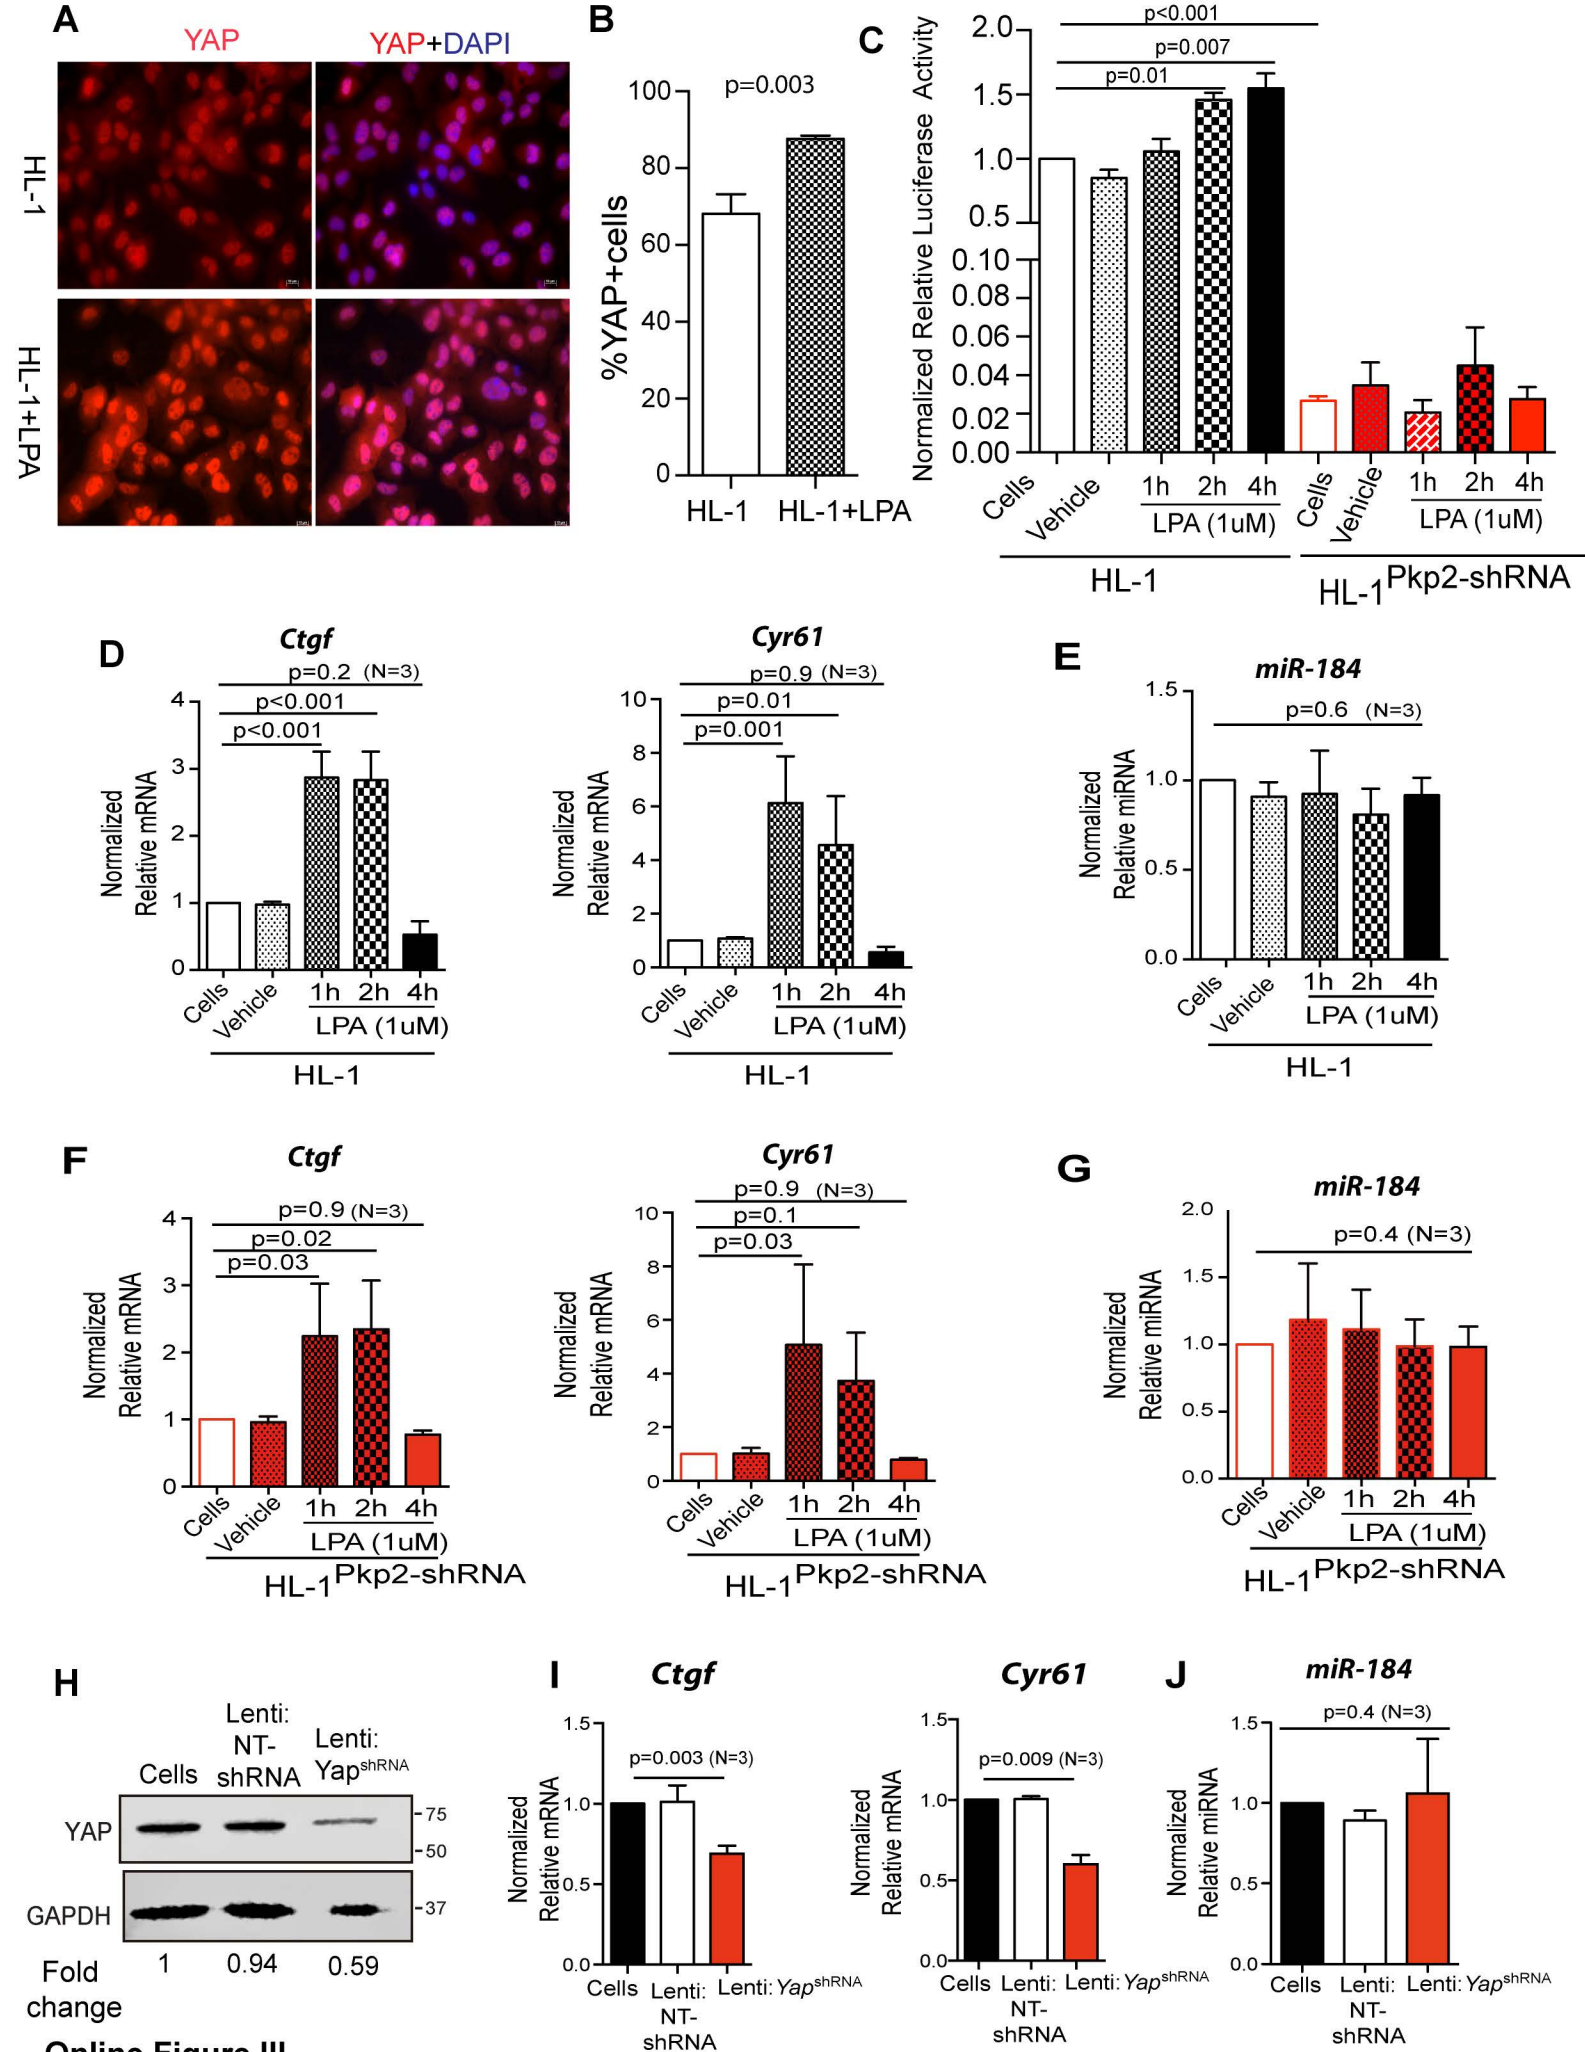 A
YAP
YAP+DAPI
HL-1
HL-1+LPA
B
p=0.003
%YAP+cells
100
80
60
40
20
0
HL-1
HL-1+LPA
C
Normalized Relative Luciferase Activity
p<0.001
p=0.007
p=0.01
2.0
1.5
1.0
0.5
0.10
0.08
0.06
0.04
0.02
0.00
Cells
Vehicle
1h 2h 4h
LPA (1uM)
HL-1
Cells
Vehicle
1h 2h 4h
LPA (1uM)
HL-1Pkp2-shRNA
D
Ctgf
p=0.2 (N=3)
p<0.001
p<0.001
Normalized
Relative mRNA
4
3
2
1
0
Cells
Vehicle
1h 2h 4h
LPA (1uM)
HL-1
Cyr61
p=0.9 (N=3)
p=0.01
p=0.001
Normalized
Relative mRNA
10
8
6
4
2
0
Cells
Vehicle
1h 2h 4h
LPA (1uM)
HL-1
E
miR-184
p=0.6 (N=3)
Normalized
Relative miRNA
1.5
1.0
0.5
0.0
Cells
Vehicle
1h 2h 4h
LPA (1uM)
HL-1
F
Ctgf
p=0.9 (N=3)
p=0.02
p=0.03
Normalized
Relative mRNA
4
3
2
1
0
Cells
Vehicle
1h 2h 4h
LPA (1uM)
HL-1Pkp2-shRNA
Cyr61
p=0.9 (N=3)
p=0.1
p=0.03
Normalized
Relative mRNA
10
8
6
4
2
0
Cells
Vehicle
1h 2h 4h
LPA (1uM)
HL-1Pkp2-shRNA
G
miR-184
p=0.4 (N=3)
Normalized
Relative miRNA
2.0
1.5
1.0
0.5
0.0
Cells
Vehicle
1h 2h 4h
LPA (1uM)
HL-1Pkp2-shRNA
H
Cells
Lenti:
NT-
shRNA
Lenti:
YapshRNA
YAP
-75
-50
GAPDH
-37
Fold
change
1 0.94 0.59
I
Ctgf
p=0.003 (N=3)
Normalized
Relative mRNA
1.5
1.0
0.5
0.0
Cells
Lenti:
NT-
shRNA
Lenti: YapshRNA
Cyr61
p=0.009 (N=3)
Normalized
Relative mRNA
1.5
1.0
0.5
0.0
Cells
Lenti:
NT-
shRNA
Lenti: YapshRNA
J
miR-184
p=0.4 (N=3)
Normalized
Relative miRNA
1.5
1.0
0.5
0.0
Cells
Lenti:
NT-
shRNA
Lenti: YapshRNA
Online Figure III